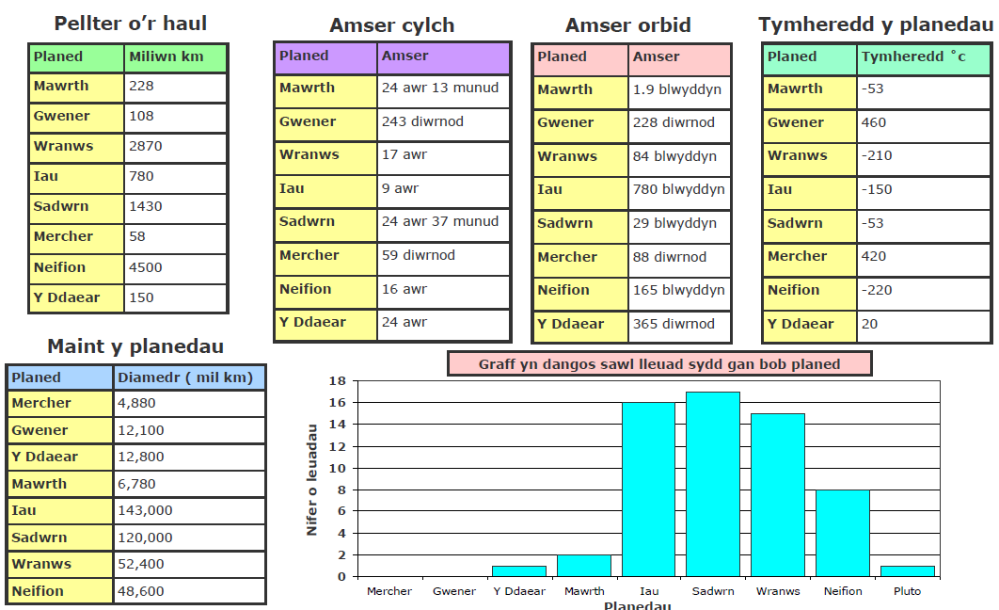 Pellter o’r haul
Planed Miliwn km
Mawrth 228
Gwener 108
Wranws 2870
Iau 780
Sadwrn 1430
Mercher 58
Neifion 4500
Y Ddaear 150
Amser cylch
Planed Amser
Mawrth 24 awr 13 munud
Gwener 243 diwrnod
Wranws 17 awr
Iau 9 awr
Sadwrn 24 awr 37 munud
Mercher 59 diwrnod
Neifion 16 awr
Y Ddaear 24 awr
Amser orbid
Planed Amser
Mawrth 1.9 blwyddyn
Gwener 228 diwrnod
Wranws 84 blwyddyn
Iau 780 blwyddyn
Sadwrn 29 blwyddyn
Mercher 88 diwrnod
Neifion 165 blwyddyn
Y Ddaear 365 diwrnod
Tymheredd y planedau
Planed Tymheredd ˚c
Mawrth -53
Gwener 460
Wranws -210
Iau -150
Sadwrn -53
Mercher 420
Neifion -220
Y Ddaear 20
Maint y planedau
Planed Diamedr ( mil km)
Mercher 4,880
Gwener 12,100
Y Ddaear 12,800
Mawrth 6,780
Iau 143,000
Sadwrn 120,000
Wranws 52,400
Neifion 48,600
Graff yn dangos sawl lleuad sydd gan bob planed
Nifer o leuadau
18
16
14
12
10
8
6
4
2
0
Mercher Gwener Y Ddaear Mawrth Iau Sadwrn Wranws Neifion Pluto
Planedau